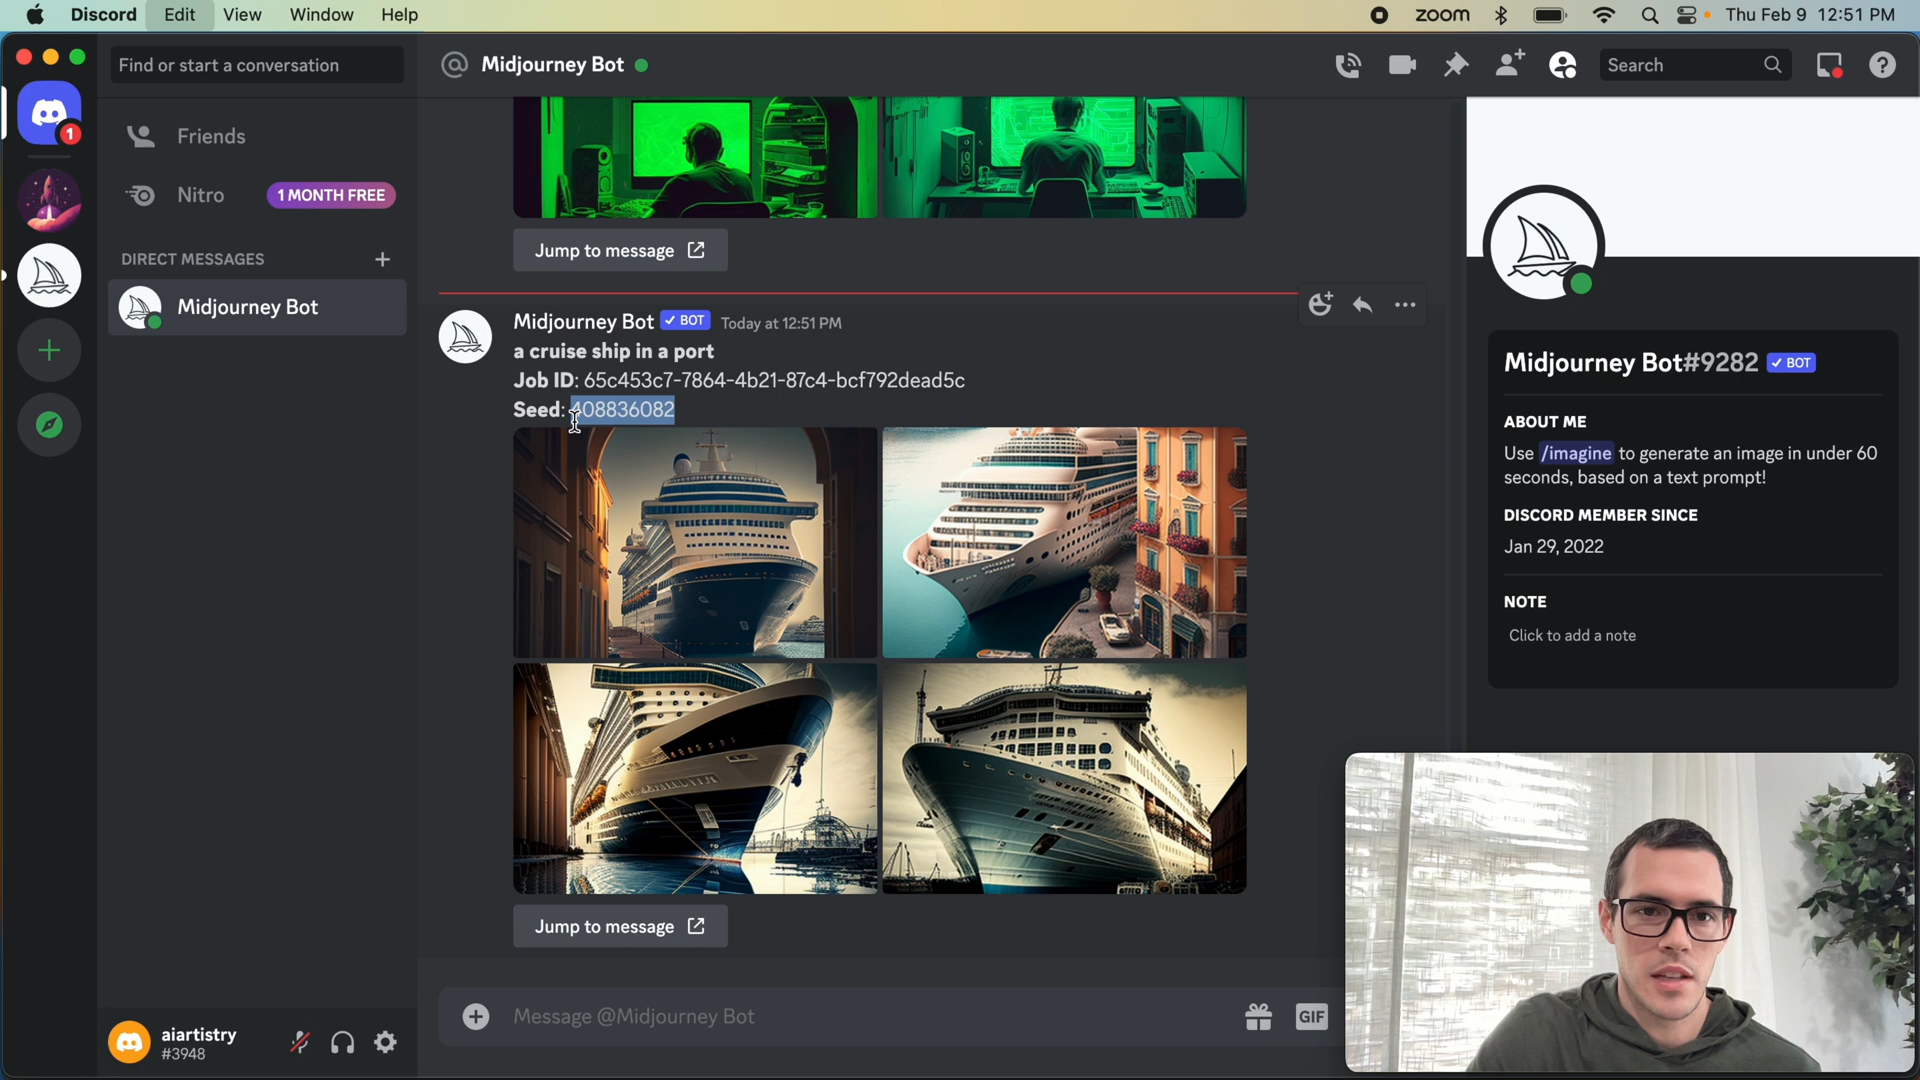 Discord Edit View Window Help
zoom Thu Feb 9 12:51 PM
Find or start a conversation
Midjourney Bot
Search
1
Friends
Nitro 1 MONTH FREE
DIRECT MESSAGES
Midjourney Bot
Jump to message
Midjourney Bot BOT Today at 12:51 PM
a cruise ship in a port
Job ID: 65c453c7-7864-4b21-87c4-bcf792dead5c
Seed: 408836082
Jump to message
Message @Midjourney Bot
GIF
aiartistry
#3948
Midjourney Bot#9282 BOT
ABOUT ME
Use /imagine to generate an image in under 60
seconds, based on a text prompt!
DISCORD MEMBER SINCE
Jan 29, 2022
NOTE
Click to add a note